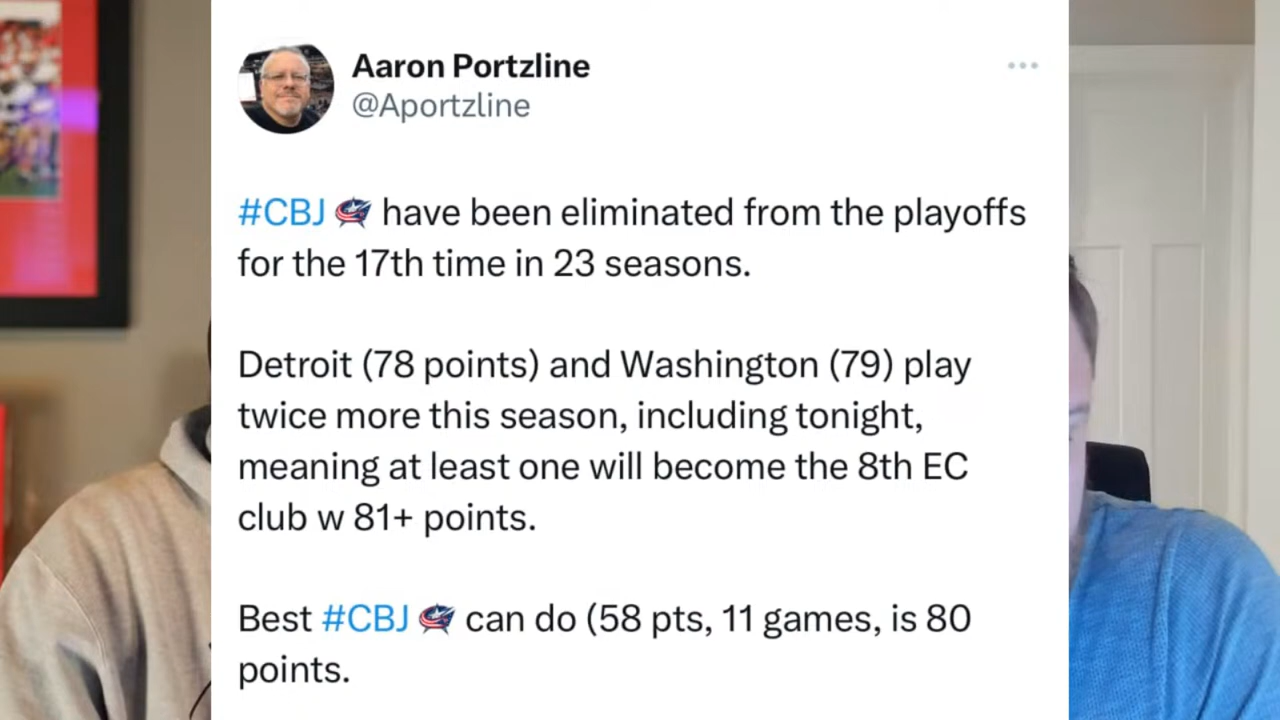 Aaron Portzline
@Aportzline
#CBJ have been eliminated from the playoffs
for the 17th time in 23 seasons.
Detroit (78 points) and Washington (79) play
twice more this season, including tonight,
meaning at least one will become the 8th EC
club w 81+ points.
Best #CBJ can do (58 pts, 11 games, is 80
points.